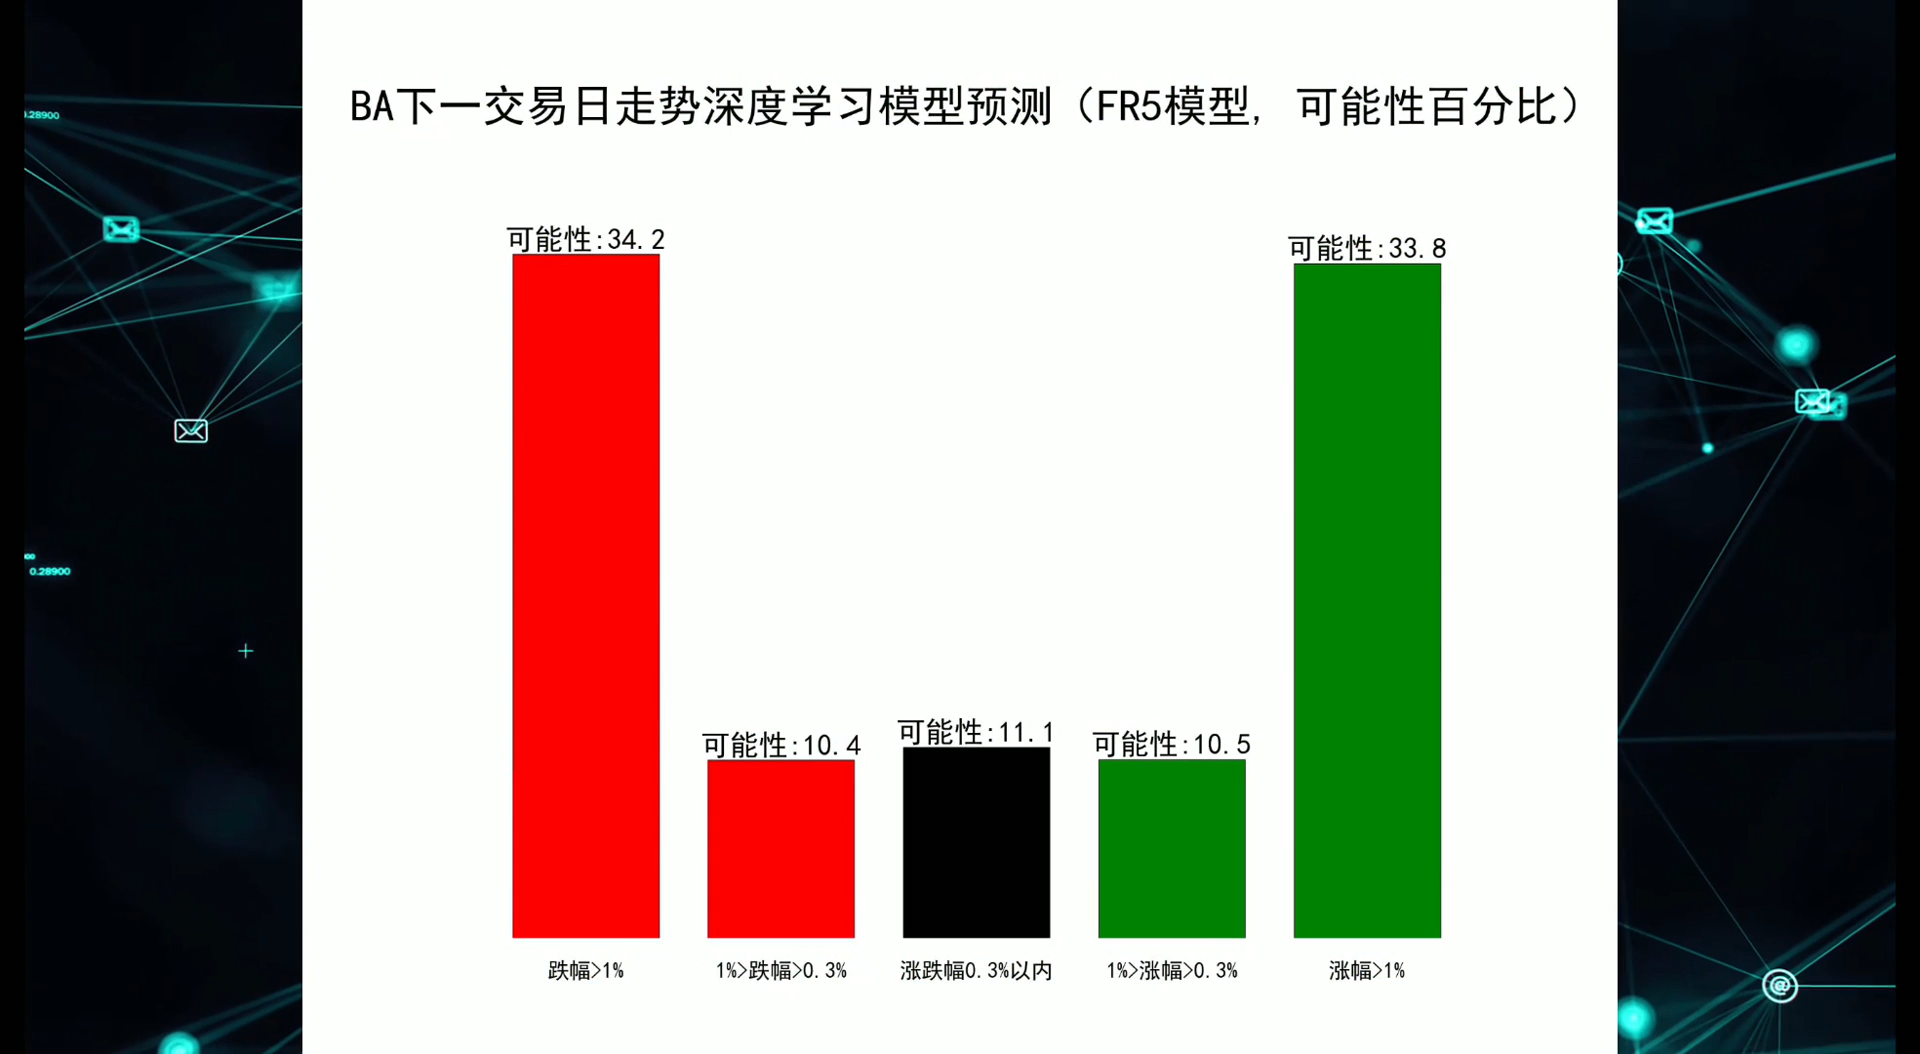 BA下一交易日走势深度学习模型预测（FR5模型, 可能性百分比）
.28900
可能性:34.2
可能性:33.8
可能性:11.1
可能性:10.4
可能性:10.5
0.28900
跌幅>1%
1%>跌幅>0.3%
涨跌幅0.3%以内
1%>涨幅>0.3%
涨幅>1%